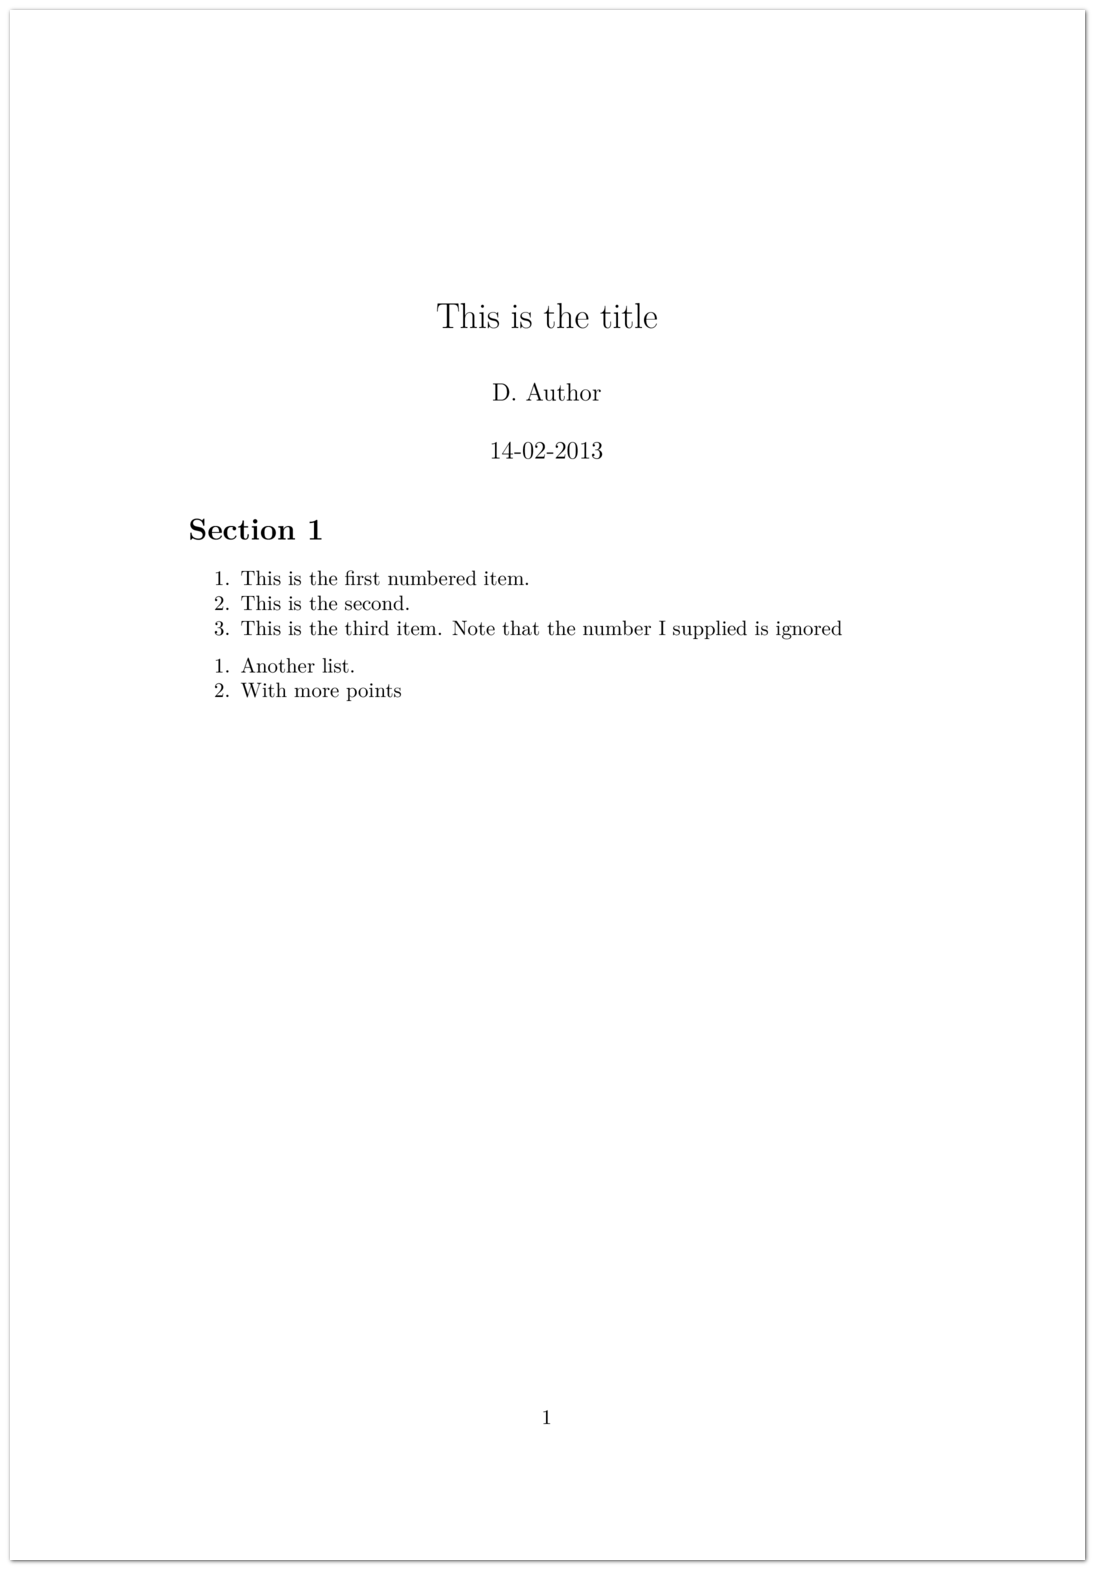 This is the title
D. Author
14-02-2013
Section 1
1. This is the first numbered item.
2. This is the second.
3. This is the third item. Note that the number I supplied is ignored
1. Another list.
2. With more points
1